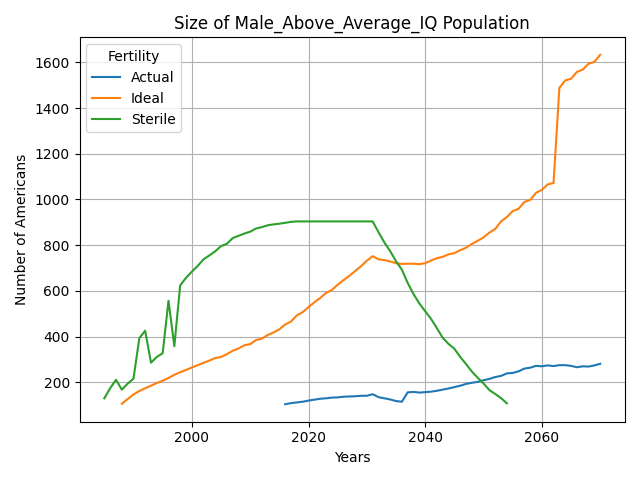 Size of Male_Above_Average_IQ Population
Fertility
Actual
Ideal
Sterile
Number of Americans
1600
1400
1200
1000
800
600
400
200
2000
2020
2040
2060
Years